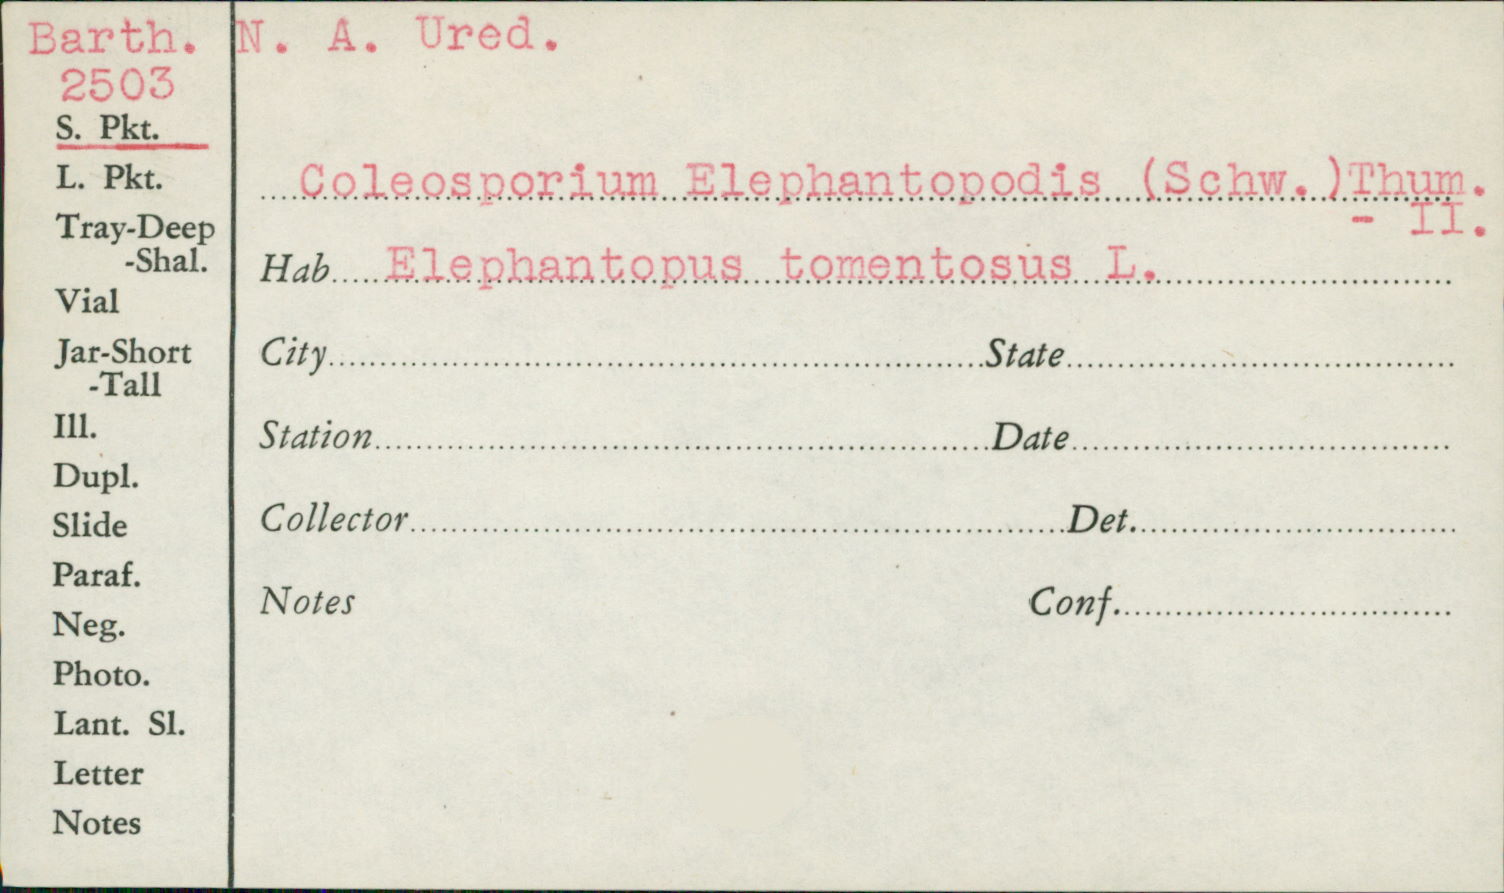 Barth. N. A. Ured.
2503
S. Pkt.
L. Pkt.
Tray-Deep
-Shal.
Vial
Jar-Short
-Tall
Ill.
Dupl.
Slide
Paraf.
Neg.
Photo.
Lant. Sl.
Letter
Notes
Coleosporium Elephantopodis (Schw.)Thum.
- II.
Hab. Elephantopus tomentosus L.
City State
Station Date
Collector Det.
Notes Conf.